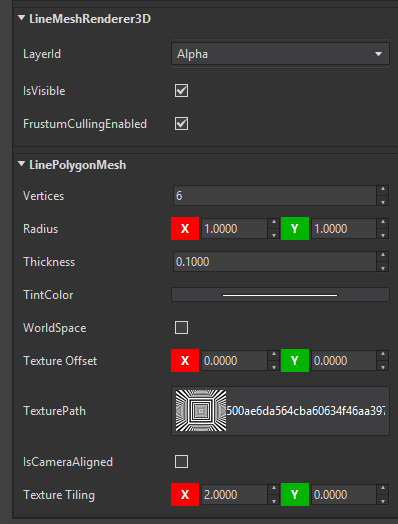 LineMeshRenderer3D
LayerId Alpha
IsVisible
FrustumCullingEnabled
LinePolygonMesh
Vertices 6
Radius X 1.0000 Y 1.0000
Thickness 0.1000
TintColor
WorldSpace
Texture Offset X 0.0000 Y 0.0000
TexturePath 500ae6da564cba60634f46aa397
IsCameraAligned
Texture Tiling X 2.0000 Y 0.0000